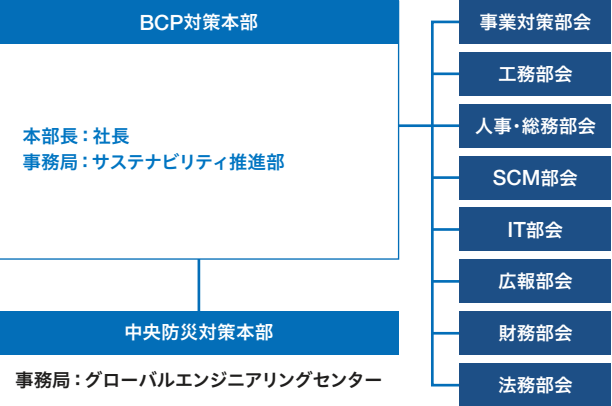 BCP対策本部
本部長：社長
事務局：サステナビリティ推進部
中央防災対策本部
事務局：グローバルエンジニアリングセンター
事業対策部会
工務部会
人事・総務部会
SCM部会
IT部会
広報部会
財務部会
法務部会